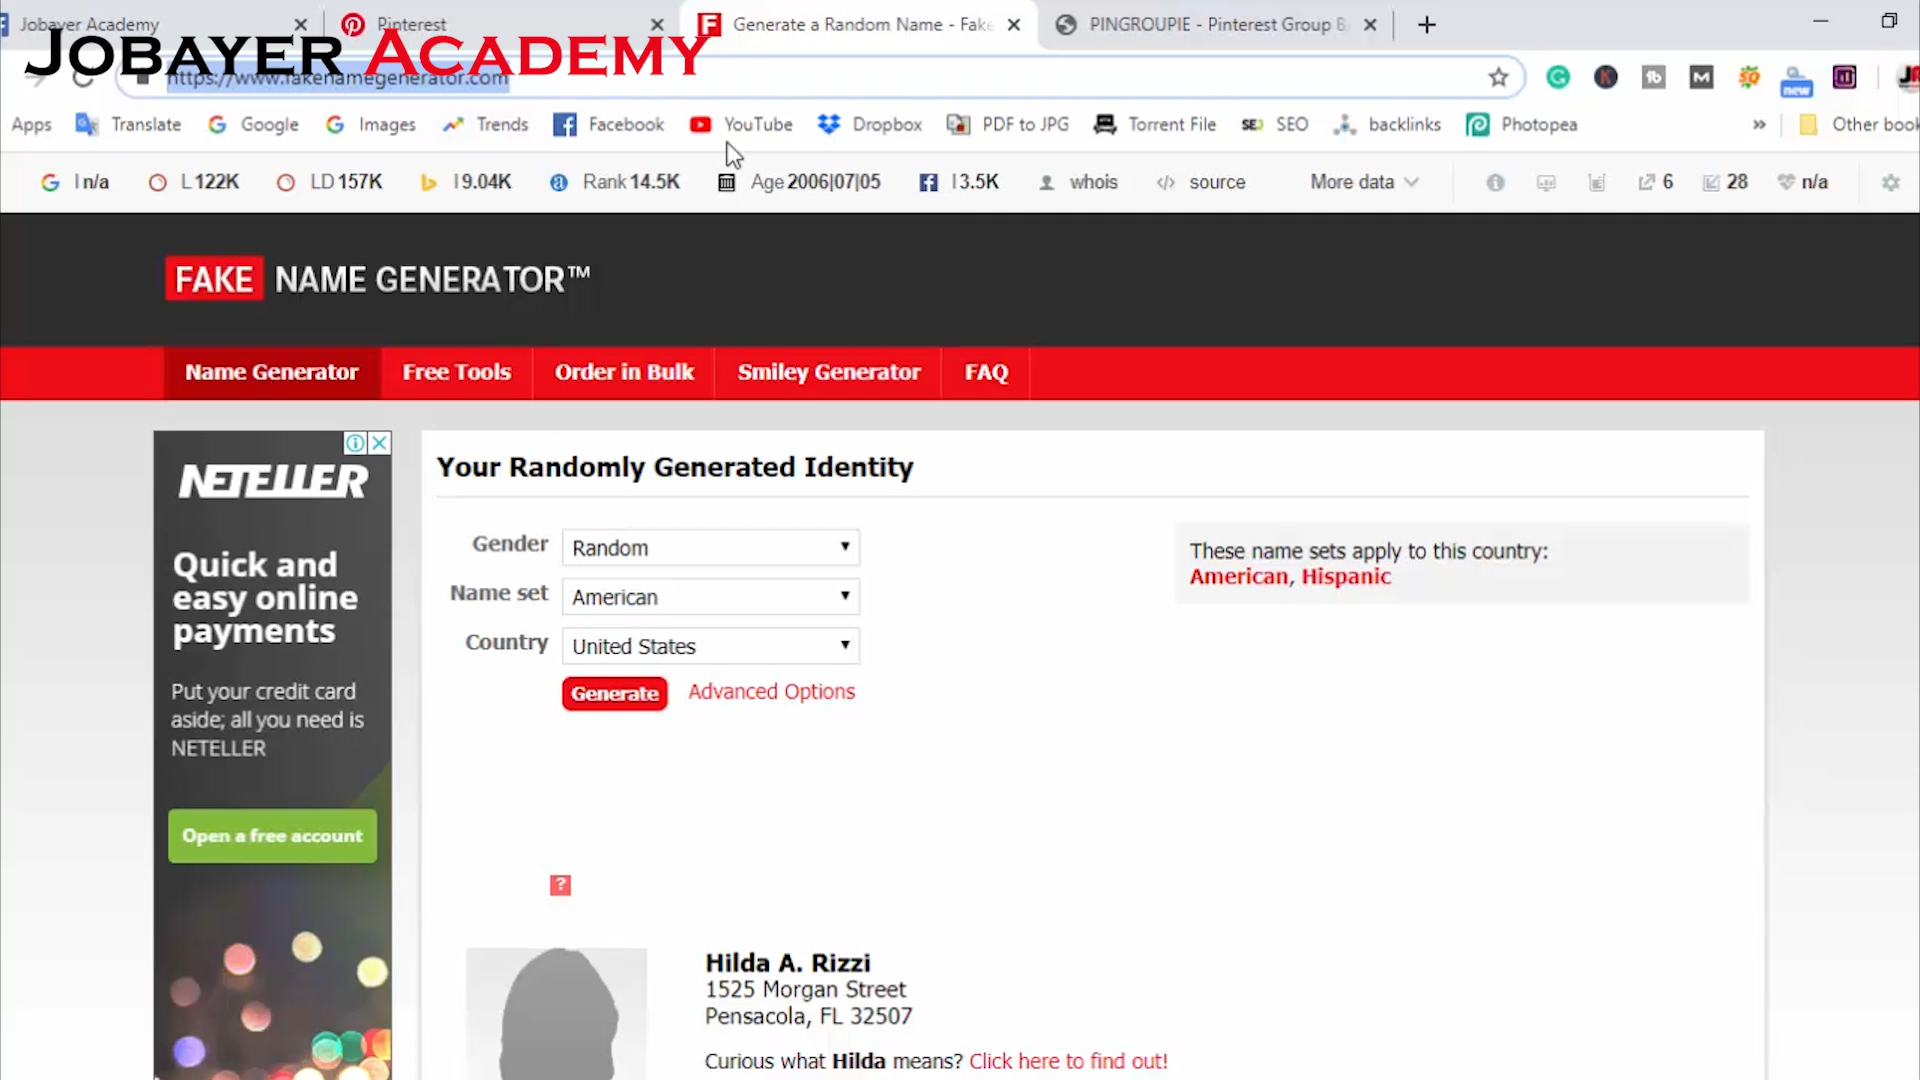 Jobayer Academy
Pinterest
Generate a Random Name - Fake
PINGROUPIE - Pinterest Group B
JOBAYER ACADEMY
https://www.fakenamegenerator.com
Apps
Translate
Google
Images
Trends
Facebook
YouTube
Dropbox
PDF to JPG
Torrent File
SEO
backlinks
Photopea
»
Other book
I n/a
L 122K
LD 157K
I 9.04K
Rank 14.5K
Age 2006|07|05
I 3.5K
whois
source
More data
6
28
n/a
new
FAKE NAME GENERATOR™
Name Generator
Free Tools
Order in Bulk
Smiley Generator
FAQ
NETELLER
Quick and
easy online
payments
Put your credit card
aside; all you need is
NETELLER
Open a free account
Your Randomly Generated Identity
Gender Random
Name set American
Country United States
Generate Advanced Options
These name sets apply to this country:
American, Hispanic
?
Hilda A. Rizzi
1525 Morgan Street
Pensacola, FL 32507
Curious what Hilda means? Click here to find out!